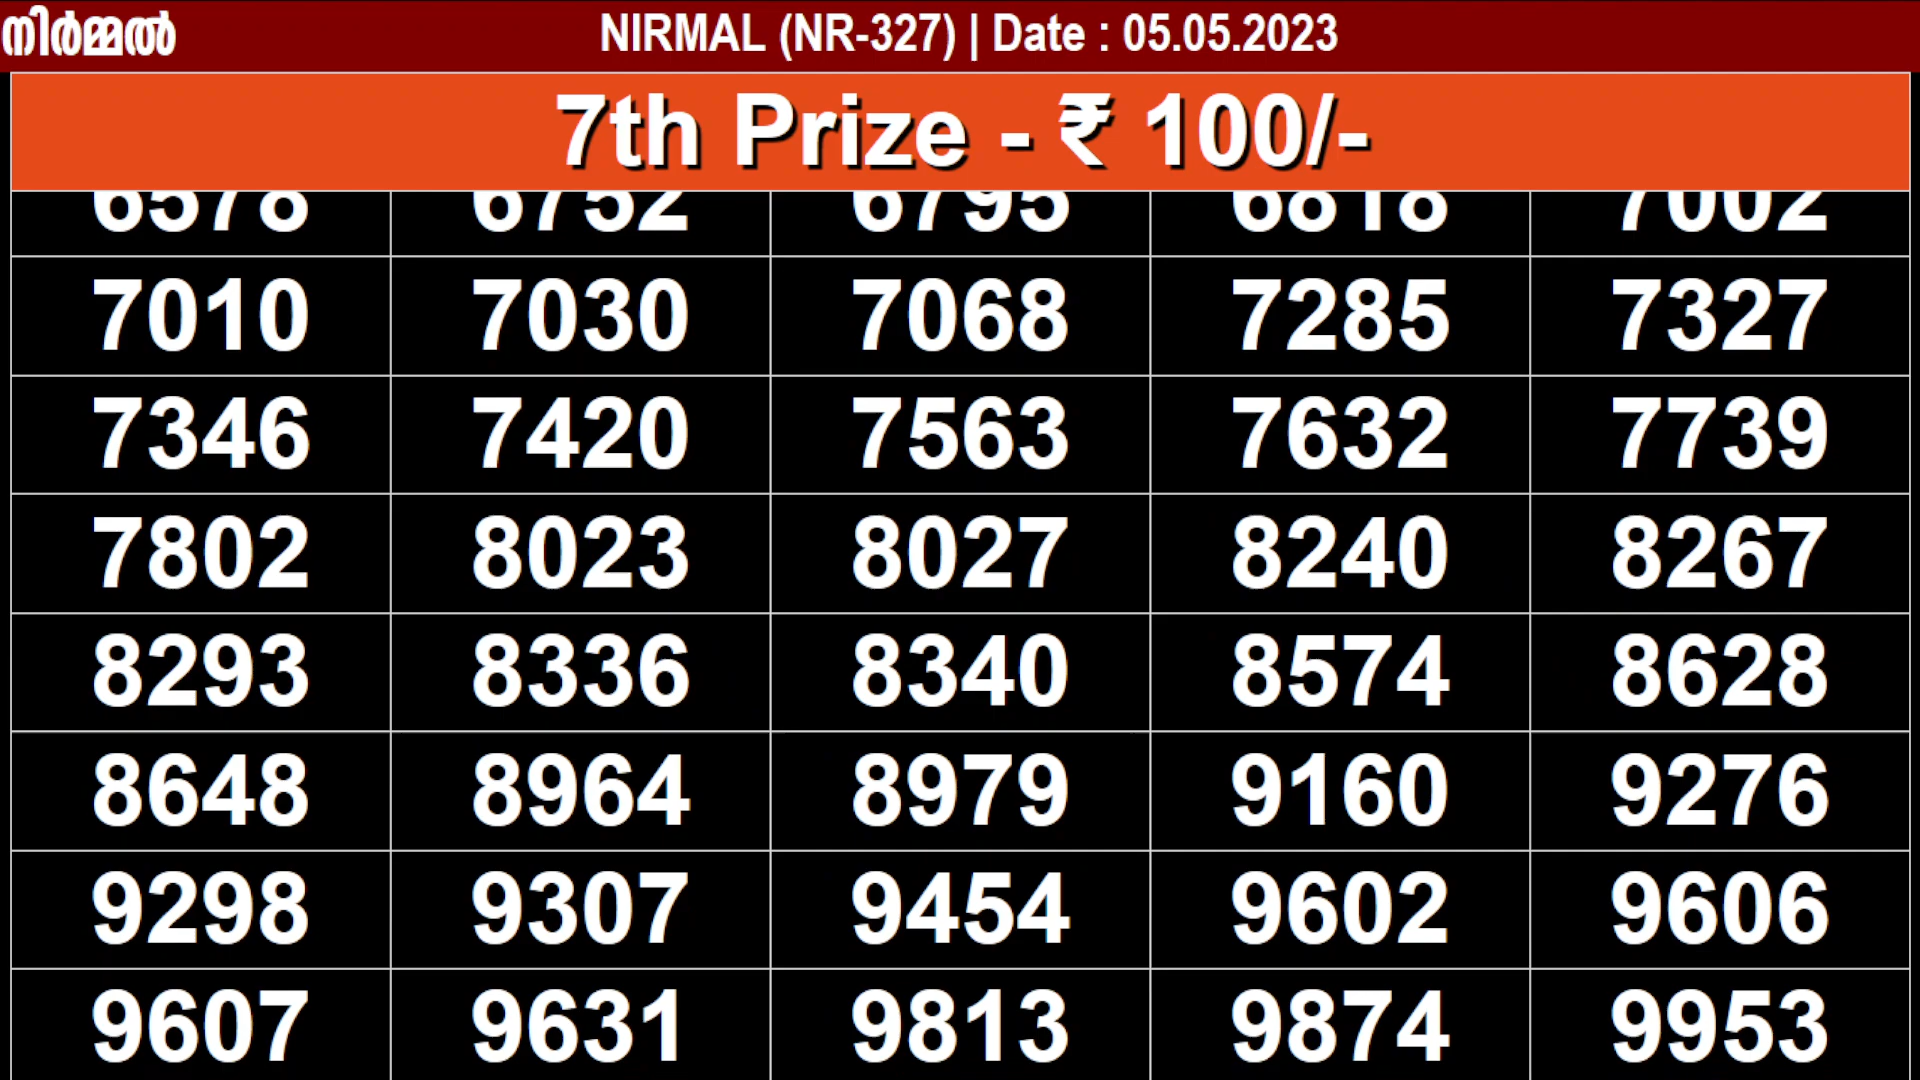 നിർമ്മൽ
NIRMAL (NR-327) | Date : 05.05.2023
7th Prize - ₹ 100/-
6578 6752 6795 6818 7002
7010 7030 7068 7285 7327
7346 7420 7563 7632 7739
7802 8023 8027 8240 8267
8293 8336 8340 8574 8628
8648 8964 8979 9160 9276
9298 9307 9454 9602 9606
9607 9631 9813 9874 9953